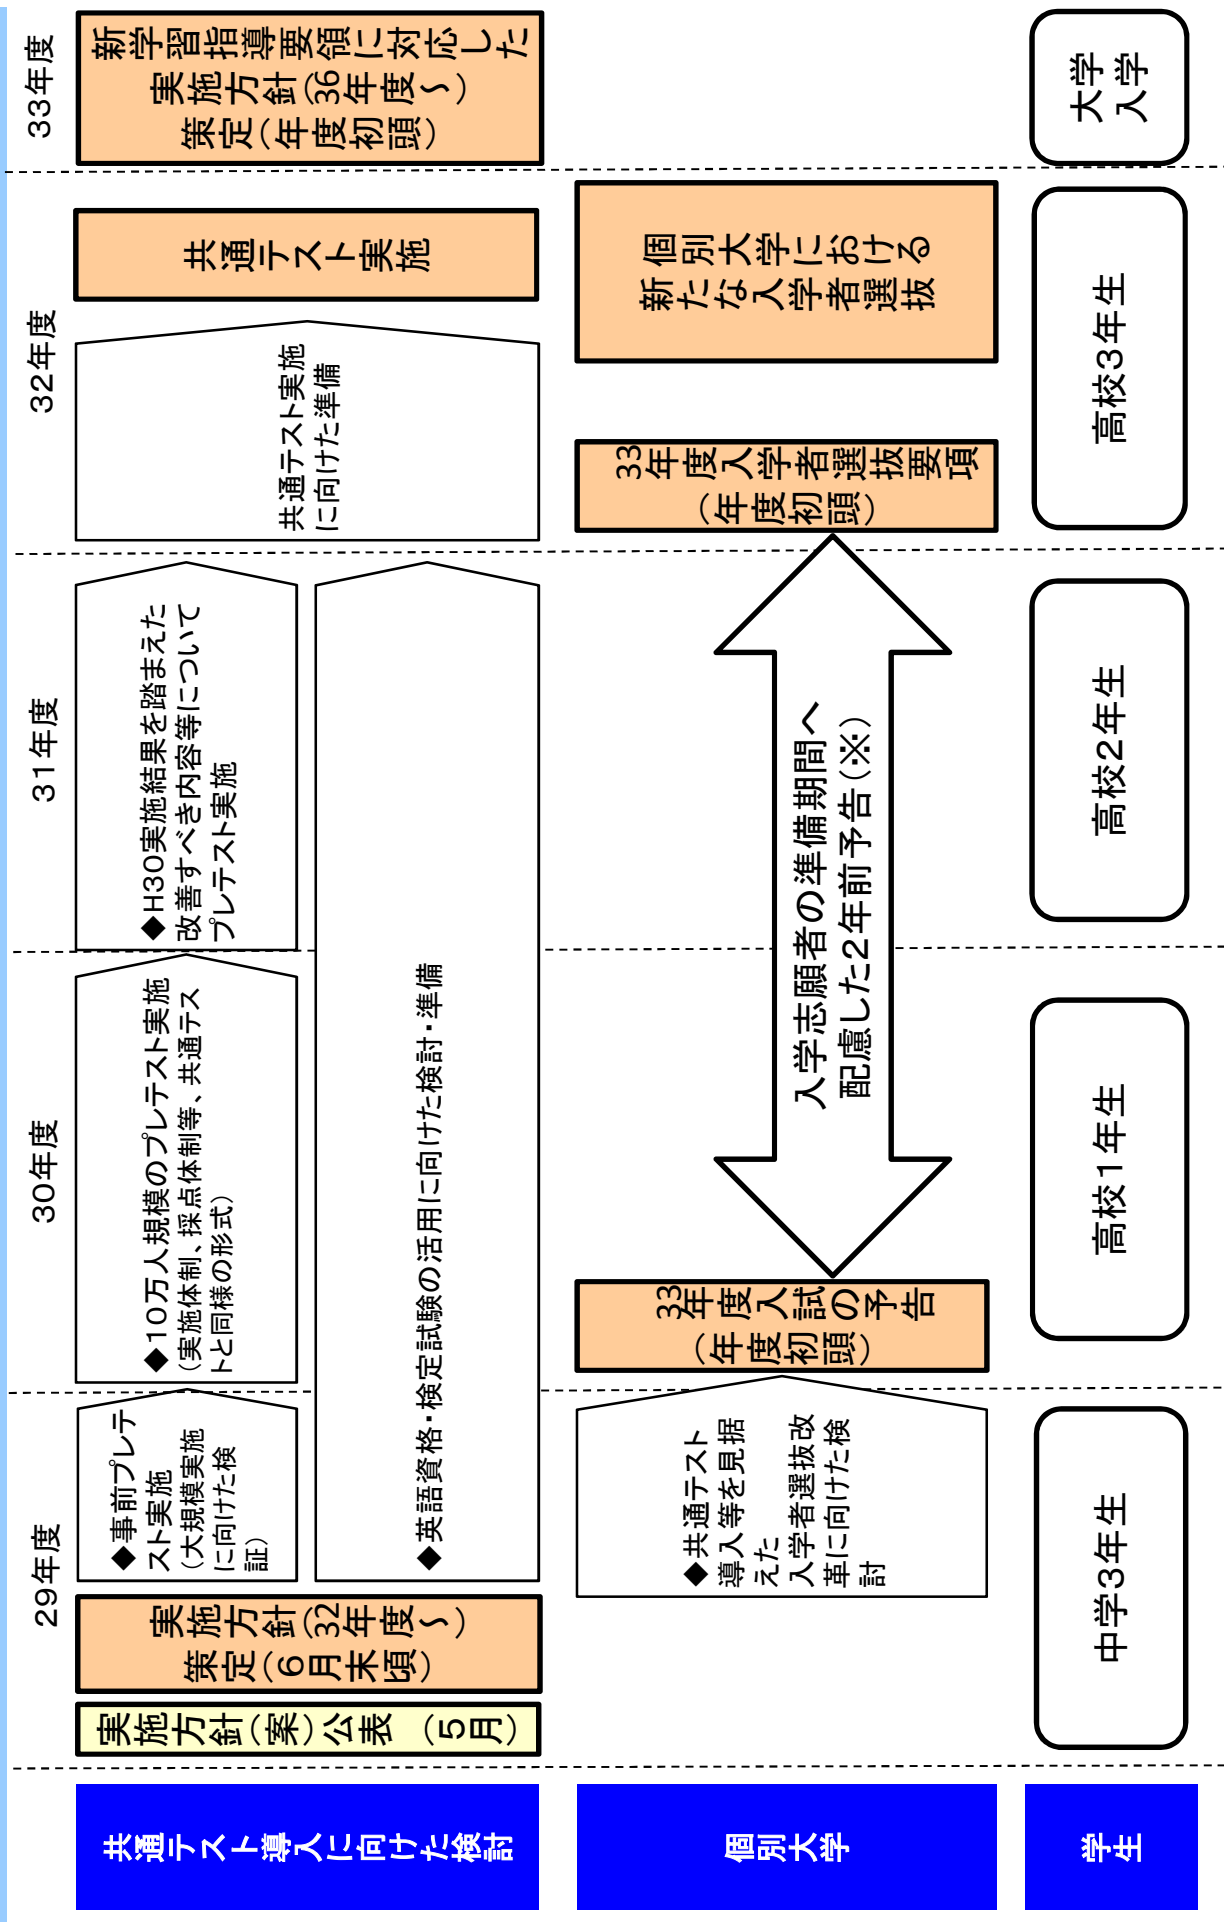 29年度
30年度
31年度
32年度
33年度
共通テスト導入に向けた検討
実施方針(案)公表 (5月)
実施方針(32年度~)
策定(6月末頃)
◆事前プレテ
スト実施
(大規模実施
に向けた検
証)
◆10万人規模のプレテスト実施
(実施体制、採点体制等、共通テス
トと同様の形式)
◆H30実施結果を踏まえた
改善すべき内容等について
プレテスト実施
◆英語資格・検定試験の活用に向けた検討・準備
共通テスト実施
に向けた準備
共通テスト実施
新学習指導要領に対応した
実施方針(36年度~)
策定(年度初頭)
個別大学
◆共通テスト
導入等を見据
えた
入学者選抜改
革に向けた検
討
33年度入試の予告
(年度初頭)
入学志願者の準備期間へ
配慮した2年前予告(※)
33年度入学者選抜要項
(年度初頭)
個別大学における
新たな入学者選抜
学生
中学3年生
高校1年生
高校2年生
高校3年生
大学
入学